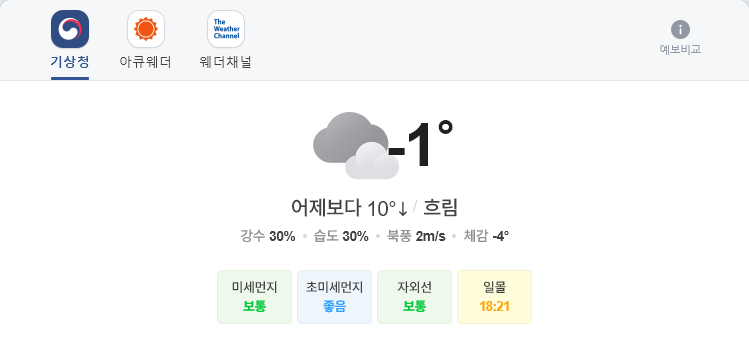 The
Weather
Channel
기상청 아큐웨더 웨더채널
예보비교
-1°
어제보다 10°↓ / 흐림
강수 30% • 습도 30% • 북풍 2m/s • 체감 -4°
미세먼지 초미세먼지 자외선 일몰
보통 좋음 보통 18:21